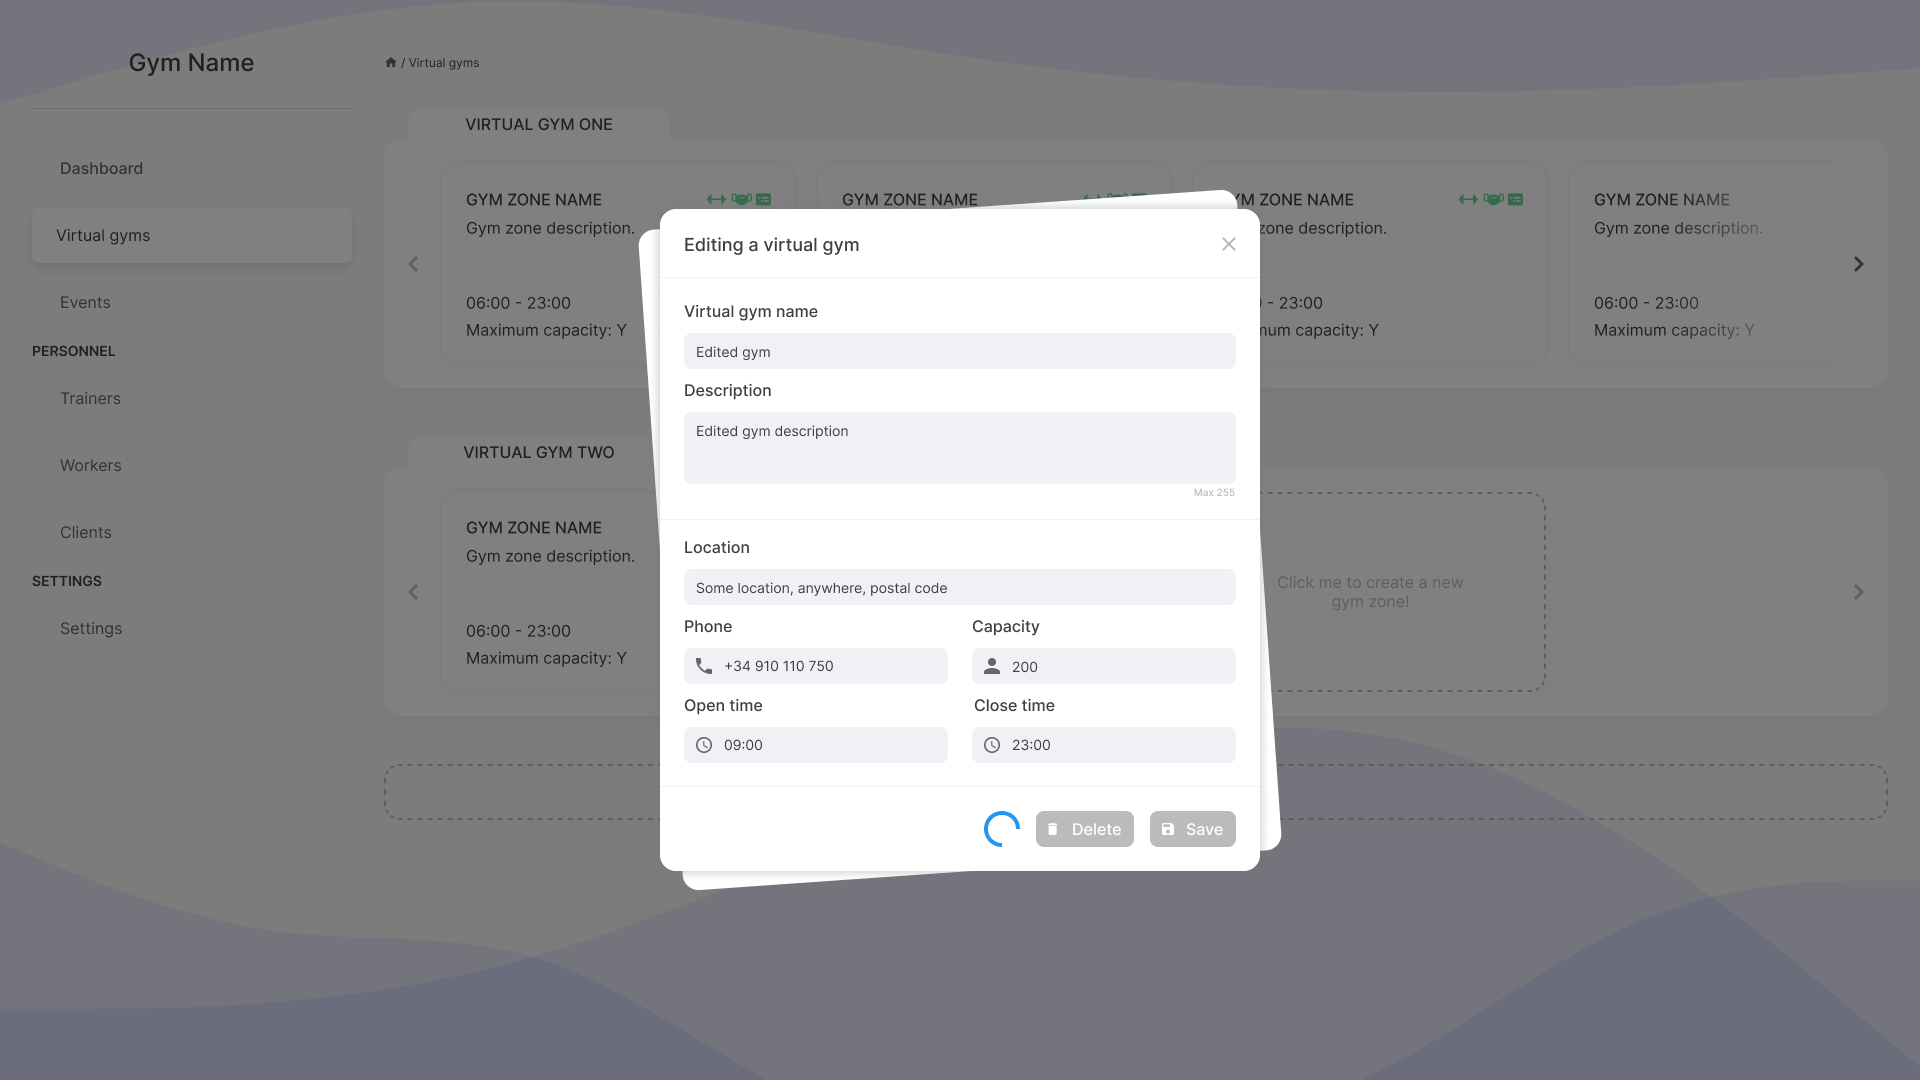 Gym Name
/ Virtual gyms
Dashboard
Virtual gyms
Events
PERSONNEL
Trainers
Workers
Clients
SETTINGS
Settings
VIRTUAL GYM ONE
GYM ZONE NAME
Gym zone description.
06:00 - 23:00
Maximum capacity: Y
GYM ZONE NAME
YM ZONE NAME
zone description.
- 23:00
mum capacity: Y
GYM ZONE NAME
Gym zone description.
06:00 - 23:00
Maximum capacity: Y
VIRTUAL GYM TWO
GYM ZONE NAME
Gym zone description.
06:00 - 23:00
Maximum capacity: Y
Click me to create a new
gym zone!
Editing a virtual gym
Virtual gym name
Edited gym
Description
Edited gym description
Max 255
Location
Some location, anywhere, postal code
Phone
Capacity
+34 910 110 750
200
Open time
Close time
09:00
23:00
Delete
Save